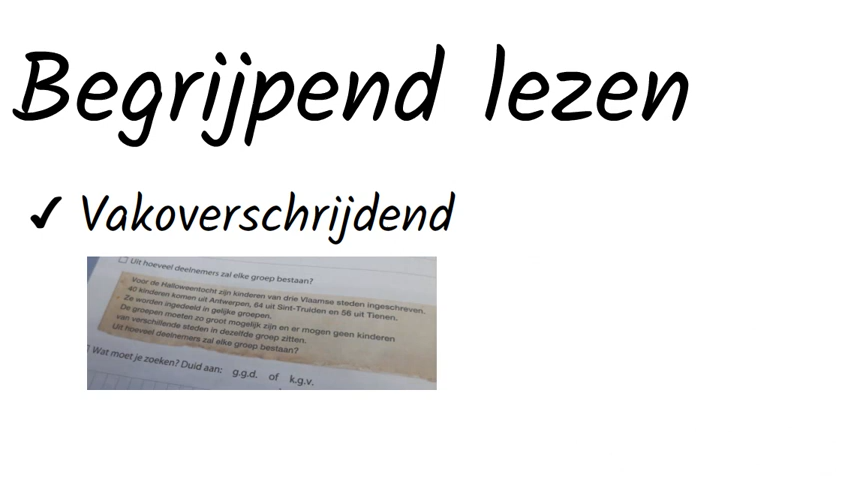 Begrijpend lezen
✔ Vakoverschrijdend
Uit hoeveel deelnemers zal elke groep bestaan?
Voor de Halloweentocht zijn kinderen van drie Vlaamse steden ingeschreven.
40 kinderen komen uit Antwerpen, 64 uit Sint-Truiden en 56 uit Tienen.
Ze worden ingedeeld in gelijke groepen.
De groepen moeten zo groot mogelijk zijn en er mogen geen kinderen
van verschillende steden in dezelfde groep zitten.
Uit hoeveel deelnemers zal elke groep bestaan?
Wat moet je zoeken? Duid aan: g.g.d. of k.g.v.